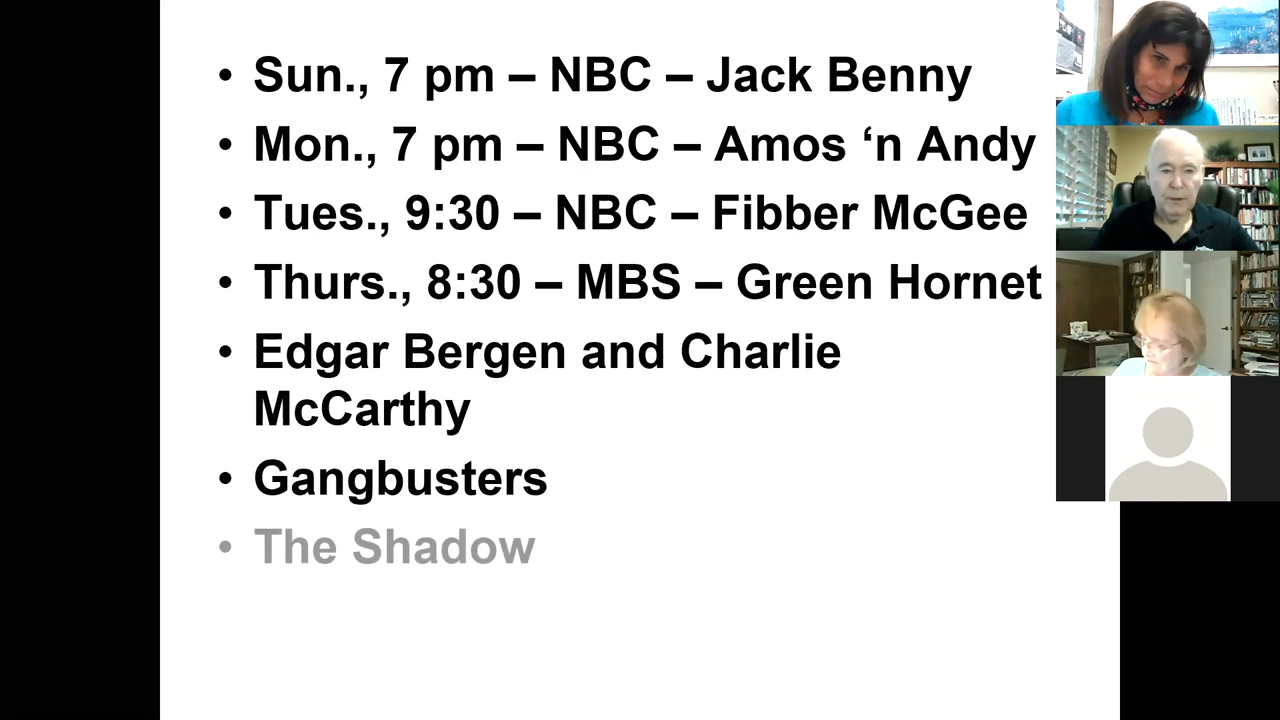 • Sun., 7 pm – NBC – Jack Benny
• Mon., 7 pm – NBC – Amos ‘n Andy
• Tues., 9:30 – NBC – Fibber McGee
• Thurs., 8:30 – MBS – Green Hornet
• Edgar Bergen and Charlie
McCarthy
• Gangbusters
• The Shadow